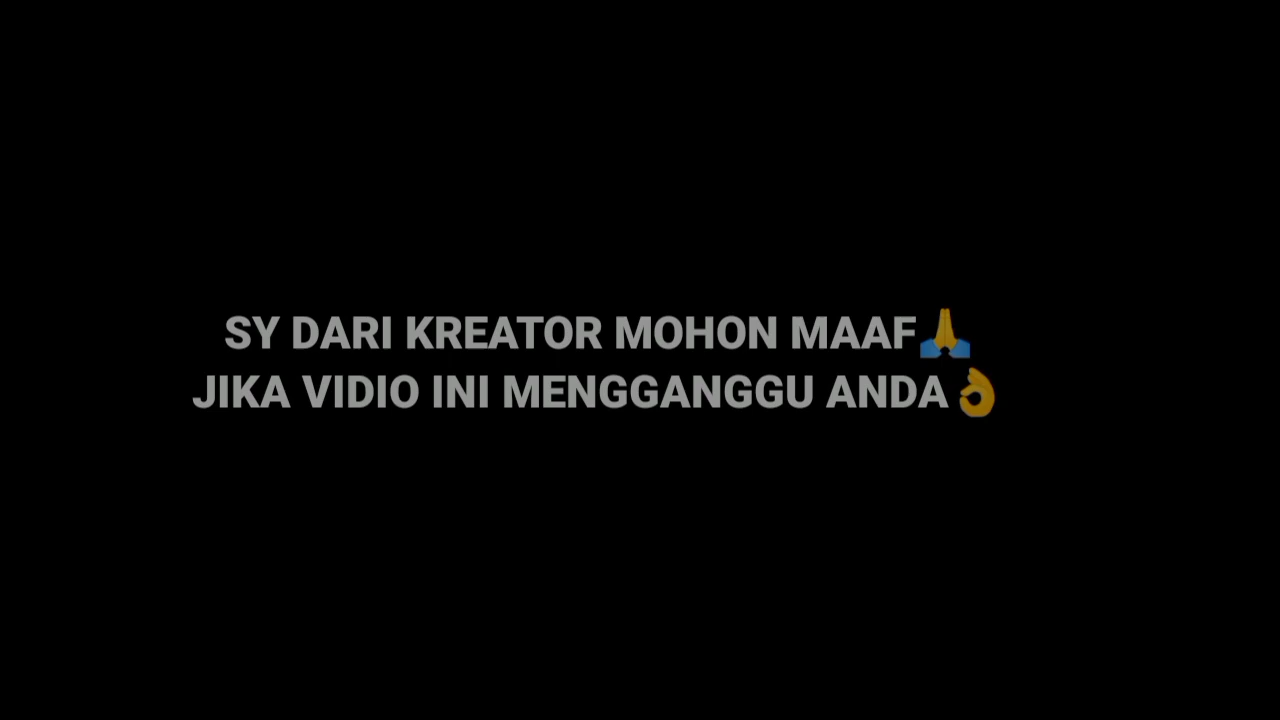 SY DARI KREATOR MOHON MAAF🙏
JIKA VIDIO INI MENGGANGGU ANDA👌